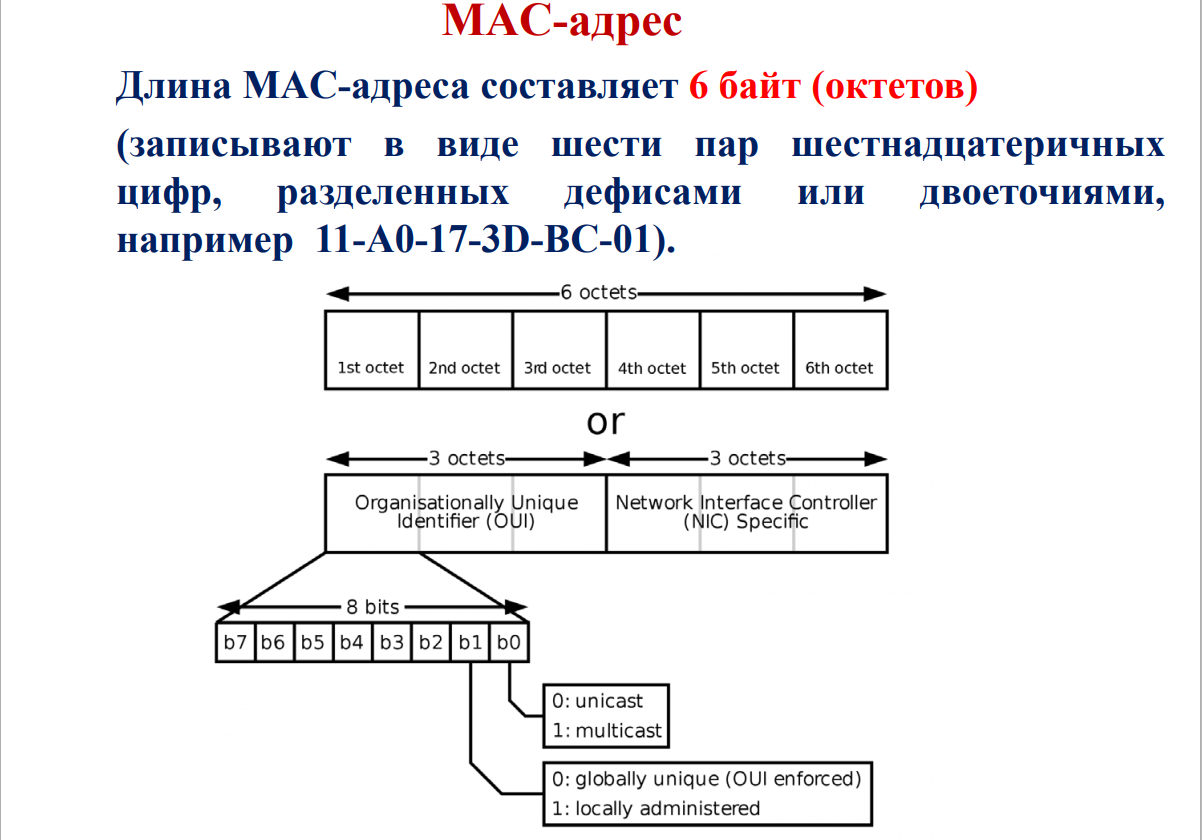 МАС-адрес
Длина МАС-адреса составляет 6 байт (октетов)
(записывают в виде шести пар шестнадцатеричных
цифр, разделенных дефисами или двоеточиями,
например 11-A0-17-3D-BC-01).
6 octets
1st octet 2nd octet 3rd octet 4th octet 5th octet 6th octet
or
3 octets 3 octets
Organisationally Unique Network Interface Controller
Identifier (OUI) (NIC) Specific
8 bits
b7 b6 b5 b4 b3 b2 b1 b0
0: unicast
1: multicast
0: globally unique (OUI enforced)
1: locally administered